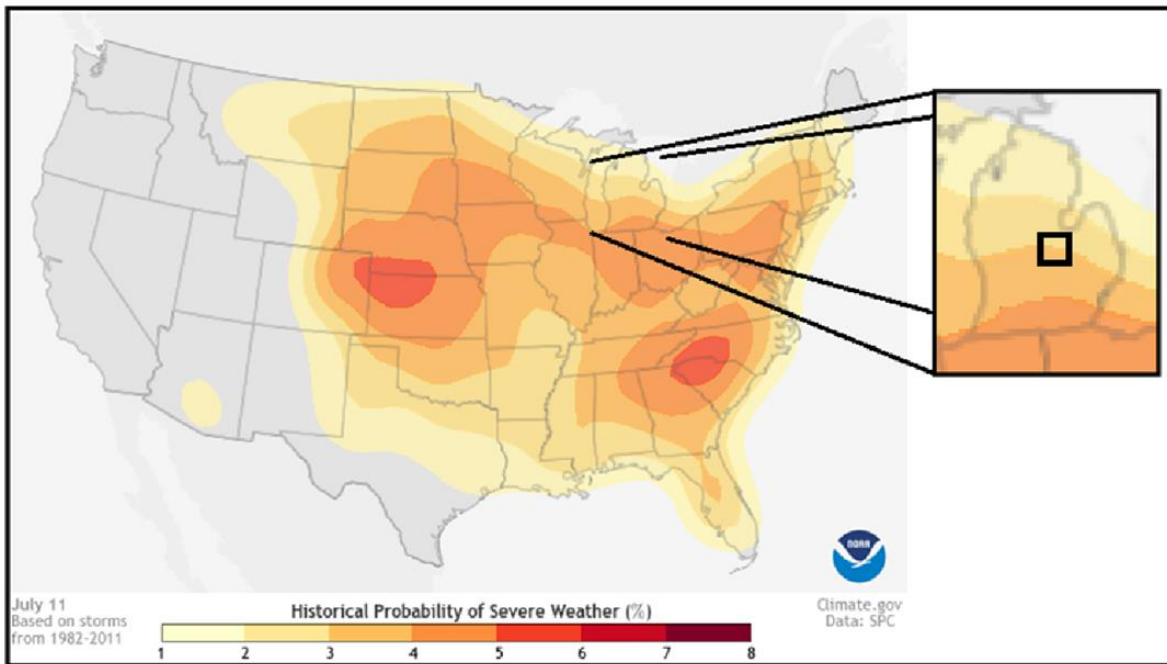 NOAA
July 11
Based on storms
from 1982-2011
Historical Probability of Severe Weather (%)
1 2 3 4 5 6 7 8
Climate.gov
Data: SPC